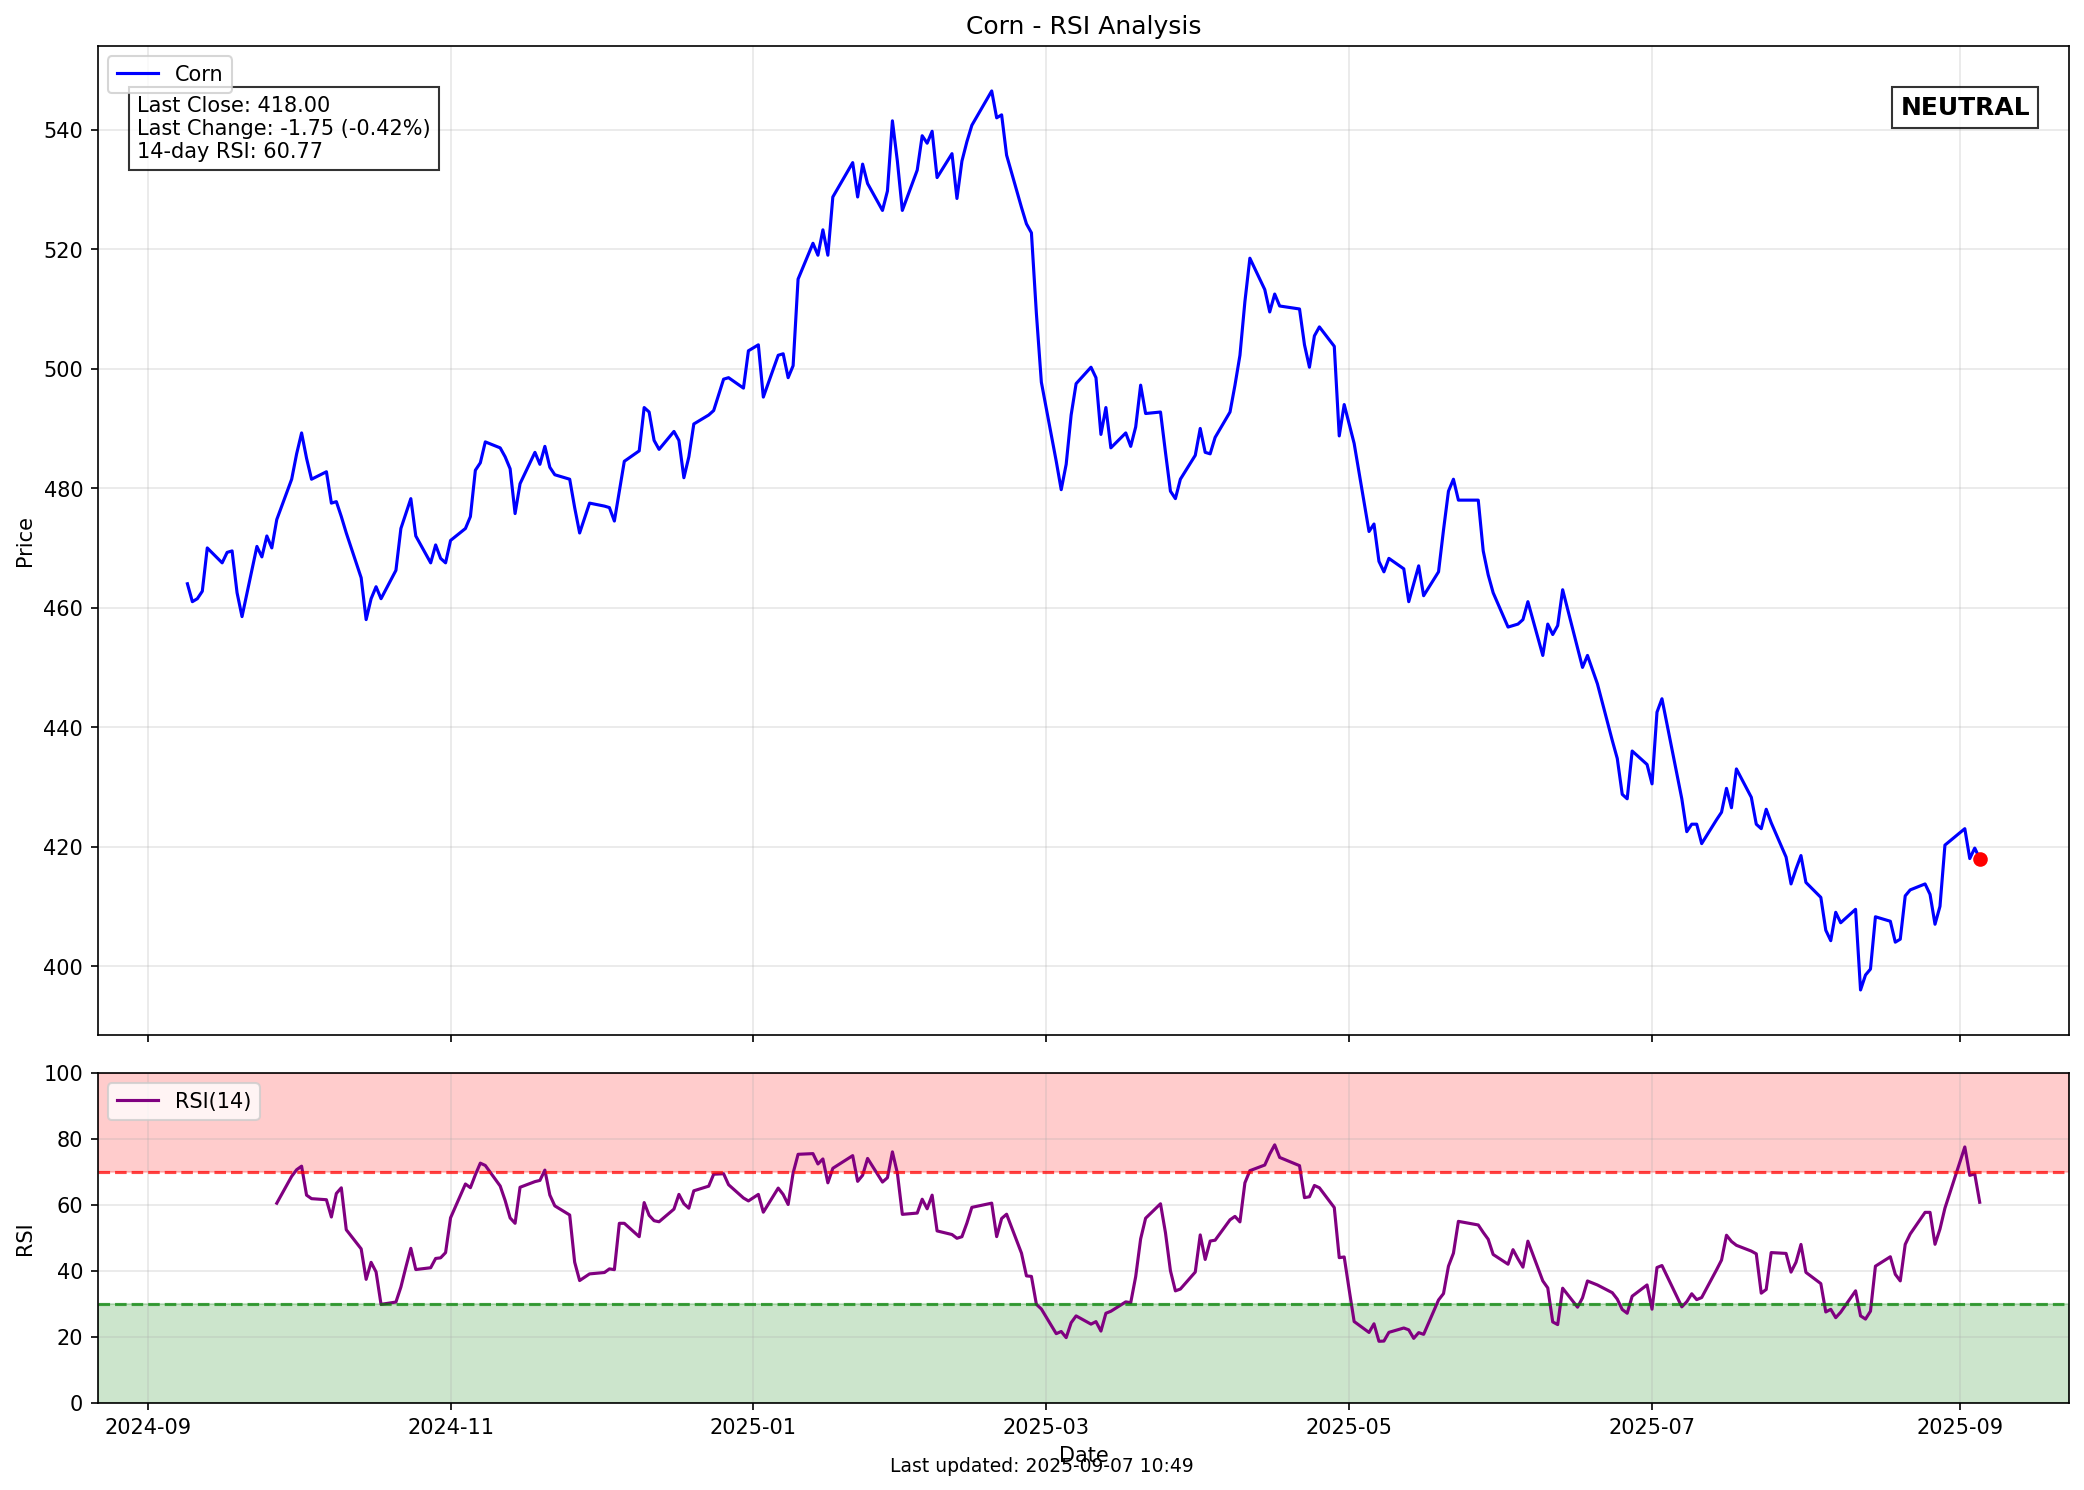 Corn - RSI Analysis
Corn
Last Close: 418.00
Last Change: -1.75 (-0.42%)
14-day RSI: 60.77
NEUTRAL
540
520
500
480
460
440
420
400
Price
RSI(14)
100
80
60
40
20
0
RSI
2024-09
2024-11
2025-01
2025-03
2025-05
2025-07
2025-09
Date
Last updated: 2025-09-07 10:49